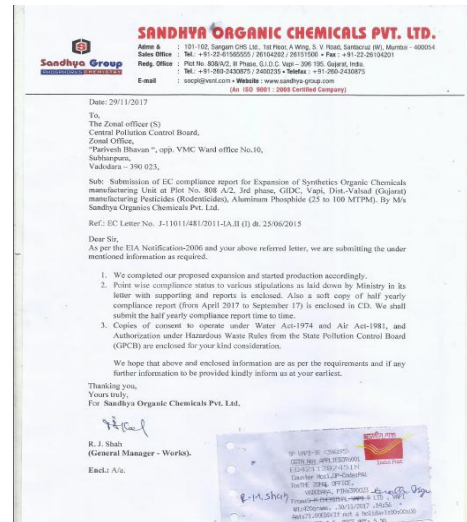 SANDHYA ORGANIC CHEMICALS PVT. LTD.
Admn & Sales Office : 101-102, Sangam CHS Ltd., 1st Floor, A Wing, S. V. Road, Santacruz (W), Mumbai - 400054
Tel. : +91-22-61565555 / 26104202 / 26151500 • Fax : +91-22-26104201
Redg. Office : Plot No. 808/A/2, III Phase, G.I.D.C. Vapi – 396 195. Gujarat, India.
Tel. : +91-260-2430875 / 2400235 • Telefax : +91-260-2430875
E-mail : socpl@vsnl.com • Website : www.sandhya-group.com
(An ISO 9001 : 2008 Certified Company)
Sandhya Group
PHOSPHORUS CHEMISTRY
Date: 29/11/2017
To,
The Zonal officer (S)
Central Pollution Control Board,
Zonal Office,
"Parivesh Bhavan ", opp. VMC Ward office No.10,
Subhanpura,
Vadodara – 390 023,
Sub: Submission of EC compliance report for Expansion of Synthetics Organic Chemicals
manufacturing Unit at Plot No. 808 A/2, 3rd phase, GIDC, Vapi, Dist.-Valsad (Gujarat)
manufacturing Pesticides (Rodenticides), Aluminum Phosphide (25 to 100 MTPM). By M/s
Sandhya Organics Chemicals Pvt. Ltd.
Ref.: EC Letter No. J-11011/481/2011-IA.II (I) dt. 25/06/2015
Dear Sir,
As per the EIA Notification-2006 and your above referred letter, we are submitting the under
mentioned information as required.
1. We completed our proposed expansion and started production accordingly.
2. Point wise compliance status to various stipulations as laid down by Ministry in its
letter with supporting and reports is enclosed. Also a soft copy of half yearly
compliance report (from April 2017 to September 17) is enclosed in CD. We shall
submit the half yearly compliance report time to time.
3. Copies of consent to operate under Water Act-1974 and Air Act-1981, and
Authorization under Hazardous Waste Rules from the State Pollution Control Board
(GPCB) are enclosed for your kind consideration.
We hope that above and enclosed information are as per the requirements and if any
further information to be provided kindly inform us at your earliest.
Thanking you,
Yours truly,
For Sandhya Organic Chemicals Pvt. Ltd.
R. J. Shah
(General Manager - Works).
Encl.: A/a.
India Post
To:THE ZONAL OFFICE,
VADODARA, PIN:390023
R-M.Shah